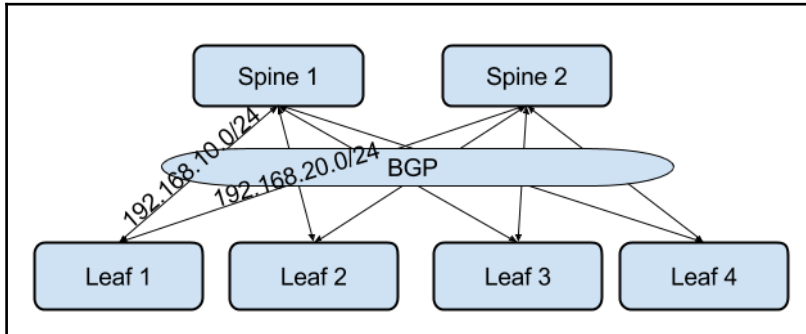 Spine 1
Spine 2
192.168.10.0/24
192.168.20.0/24
BGP
Leaf 1
Leaf 2
Leaf 3
Leaf 4